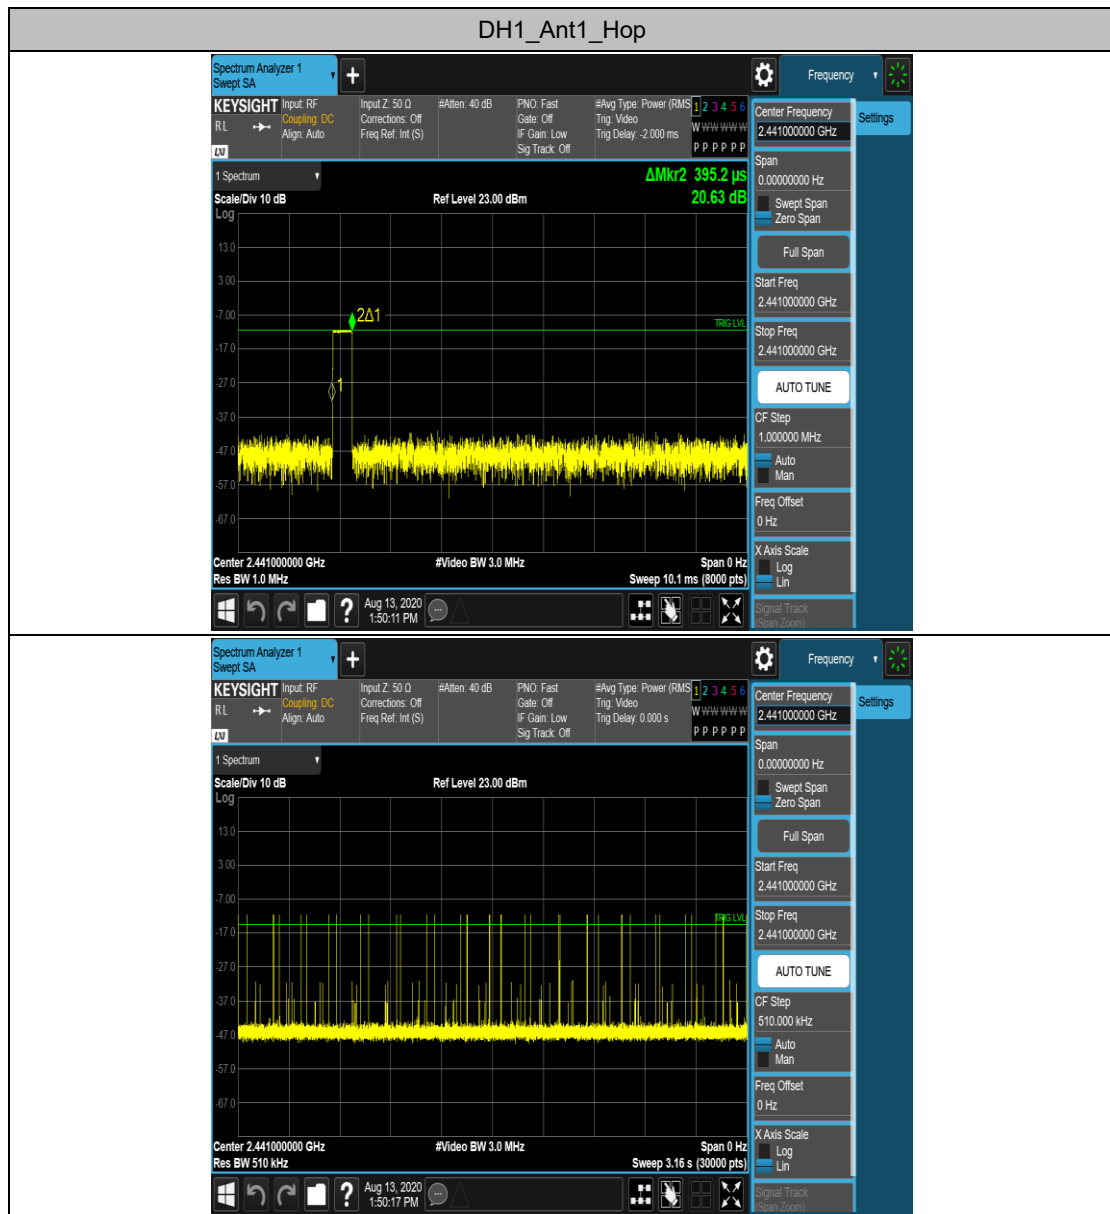 DH1_Ant1_Hop
Spectrum Analyzer 1
Swept SA
+
Frequency
KEYSIGHT
RL
LXI
Input: RF
Coupling: DC
Align: Auto
Input Z: 50 Ω
Corrections: Off
Freq Ref: Int (S)
#Atten: 40 dB
PNO: Fast
Gate: Off
IF Gain: Low
Sig Track: Off
#Avg Type: Power (RMS
Trig: Video
Trig Delay: -2.000 ms
1 2 3 4 5 6
W W W W W W
P P P P P P
1 Spectrum
ΔMkr2 395.2 µs
20.63 dB
Scale/Div 10 dB
Ref Level 23.00 dBm
Log
13.0
3.00
-7.00
-17.0
-27.0
-37.0
-47.0
-57.0
-67.0
2Δ1
1
TRIG LVL
Center 2.441000000 GHz
#Video BW 3.0 MHz
Span 0 Hz
Res BW 1.0 MHz
Sweep 10.1 ms (8000 pts)
?
Aug 13, 2020
1:50:11 PM
Center Frequency
2.441000000 GHz
Settings
Span
0.00000000 Hz
Swept Span
Zero Span
Full Span
Start Freq
2.441000000 GHz
Stop Freq
2.441000000 GHz
AUTO TUNE
CF Step
1.000000 MHz
Auto
Man
Freq Offset
0 Hz
X Axis Scale
Log
Lin
Signal Track
(Span Zoom)
Spectrum Analyzer 1
Swept SA
+
Frequency
KEYSIGHT
RL
LXI
Input: RF
Coupling: DC
Align: Auto
Input Z: 50 Ω
Corrections: Off
Freq Ref: Int (S)
#Atten: 40 dB
PNO: Fast
Gate: Off
IF Gain: Low
Sig Track: Off
#Avg Type: Power (RMS
Trig: Video
Trig Delay: 0.000 s
1 2 3 4 5 6
W W W W W W
P P P P P P
1 Spectrum
Scale/Div 10 dB
Ref Level 23.00 dBm
Log
13.0
3.00
-7.00
-17.0
-27.0
-37.0
-47.0
-57.0
-67.0
TRIG LVL
Center 2.441000000 GHz
#Video BW 3.0 MHz
Span 0 Hz
Res BW 510 kHz
Sweep 3.16 s (30000 pts)
?
Aug 13, 2020
1:50:17 PM
Center Frequency
2.441000000 GHz
Settings
Span
0.00000000 Hz
Swept Span
Zero Span
Full Span
Start Freq
2.441000000 GHz
Stop Freq
2.441000000 GHz
AUTO TUNE
CF Step
510.000 kHz
Auto
Man
Freq Offset
0 Hz
X Axis Scale
Log
Lin
Signal Track
(Span Zoom)